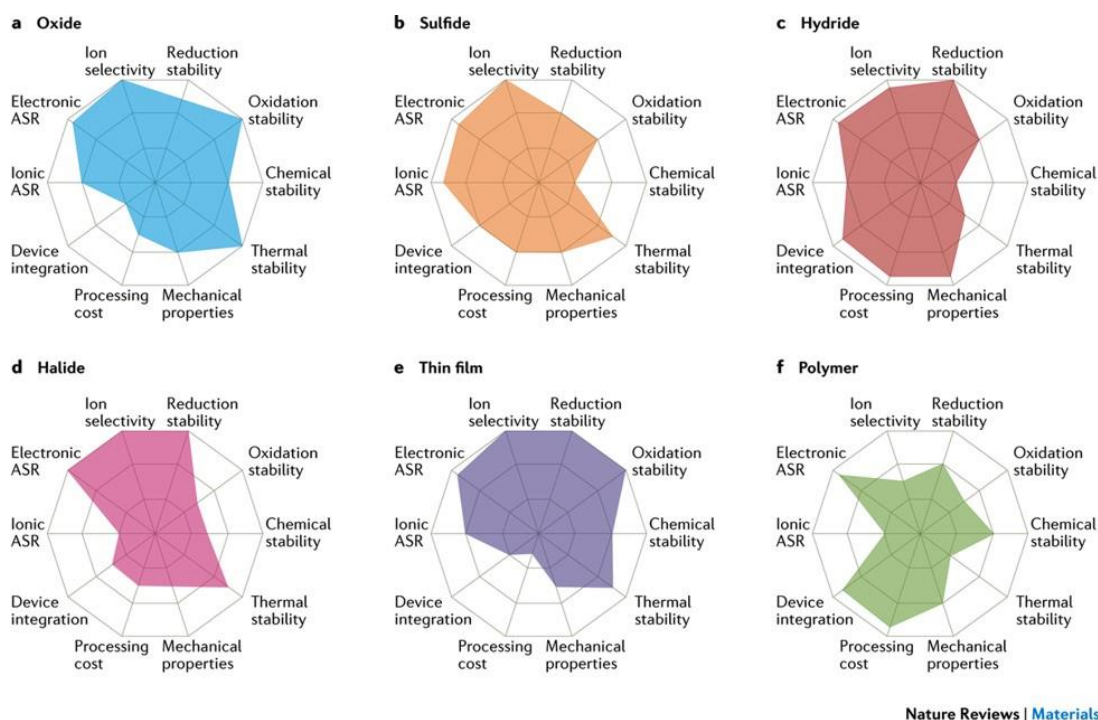 a Oxide
Ion selectivity
Reduction stability
Electronic ASR
Oxidation stability
Ionic ASR
Chemical stability
Device integration
Thermal stability
Processing cost
Mechanical properties
b Sulfide
Ion selectivity
Reduction stability
Electronic ASR
Oxidation stability
Ionic ASR
Chemical stability
Device integration
Thermal stability
Processing cost
Mechanical properties
c Hydride
Ion selectivity
Reduction stability
Electronic ASR
Oxidation stability
Ionic ASR
Chemical stability
Device integration
Thermal stability
Processing cost
Mechanical properties
d Halide
Ion selectivity
Reduction stability
Electronic ASR
Oxidation stability
Ionic ASR
Chemical stability
Device integration
Thermal stability
Processing cost
Mechanical properties
e Thin film
Ion selectivity
Reduction stability
Electronic ASR
Oxidation stability
Ionic ASR
Chemical stability
Device integration
Thermal stability
Processing cost
Mechanical properties
f Polymer
Ion selectivity
Reduction stability
Electronic ASR
Oxidation stability
Ionic ASR
Chemical stability
Device integration
Thermal stability
Processing cost
Mechanical properties
Nature Reviews | Materials